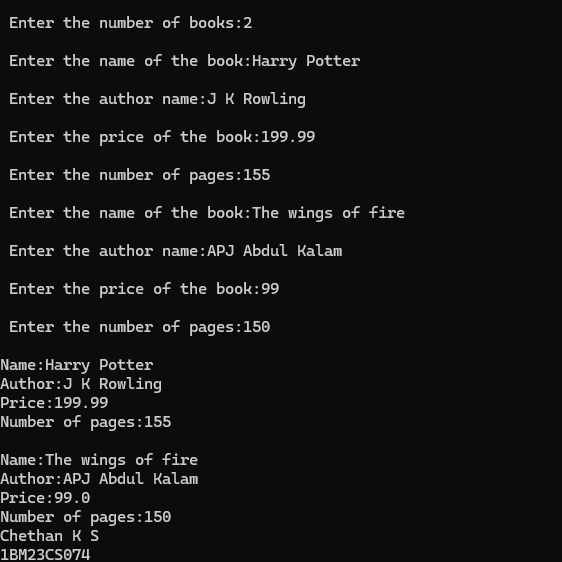 Enter the number of books:2
Enter the name of the book:Harry Potter
Enter the author name:J K Rowling
Enter the price of the book:199.99
Enter the number of pages:155
Enter the name of the book:The wings of fire
Enter the author name:APJ Abdul Kalam
Enter the price of the book:99
Enter the number of pages:150
Name:Harry Potter
Author:J K Rowling
Price:199.99
Number of pages:155
Name:The wings of fire
Author:APJ Abdul Kalam
Price:99.0
Number of pages:150
Chethan K S
1BM23CS074